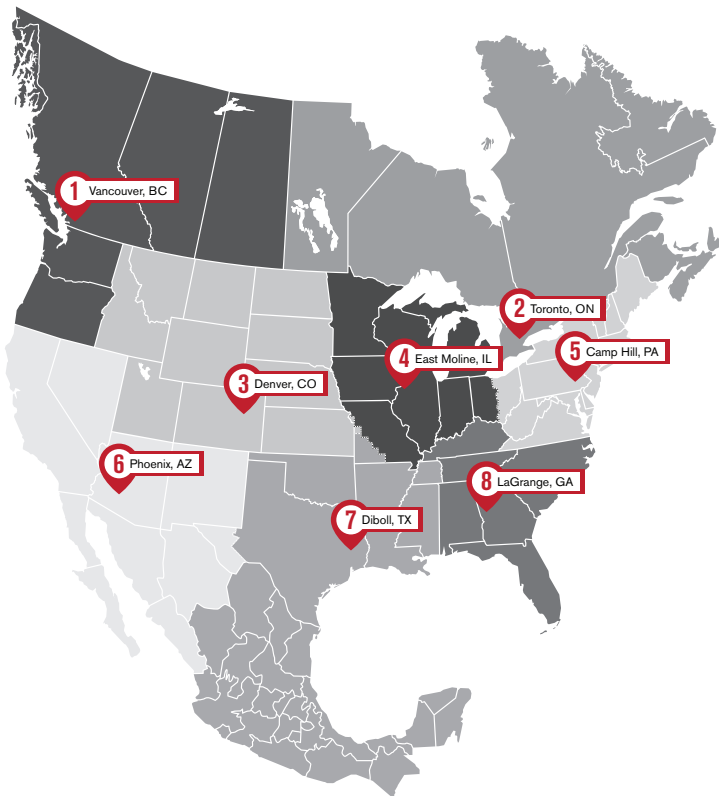 1 Vancouver, BC
2 Toronto, ON
5 Camp Hill, PA
4 East Moline, IL
3 Denver, CO
6 Phoenix, AZ
8 LaGrange, GA
7 Diboll, TX